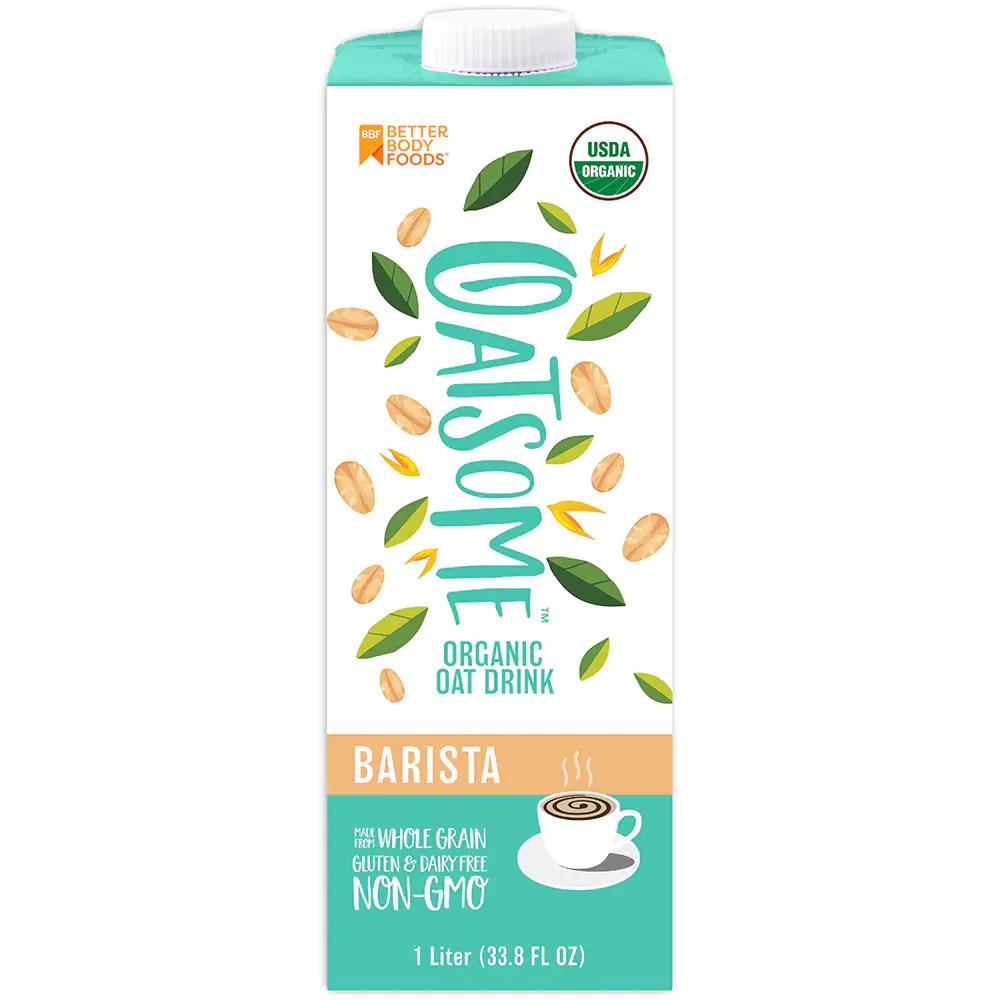 BBF
BETTER
BODY
FOODS®
USDA
ORGANIC
OATSOME™
ORGANIC
OAT DRINK
BARISTA
MADE
FROM WHOLE GRAIN
GLUTEN & DAIRY FREE
NON-GMO
1 Liter (33.8 FL OZ)